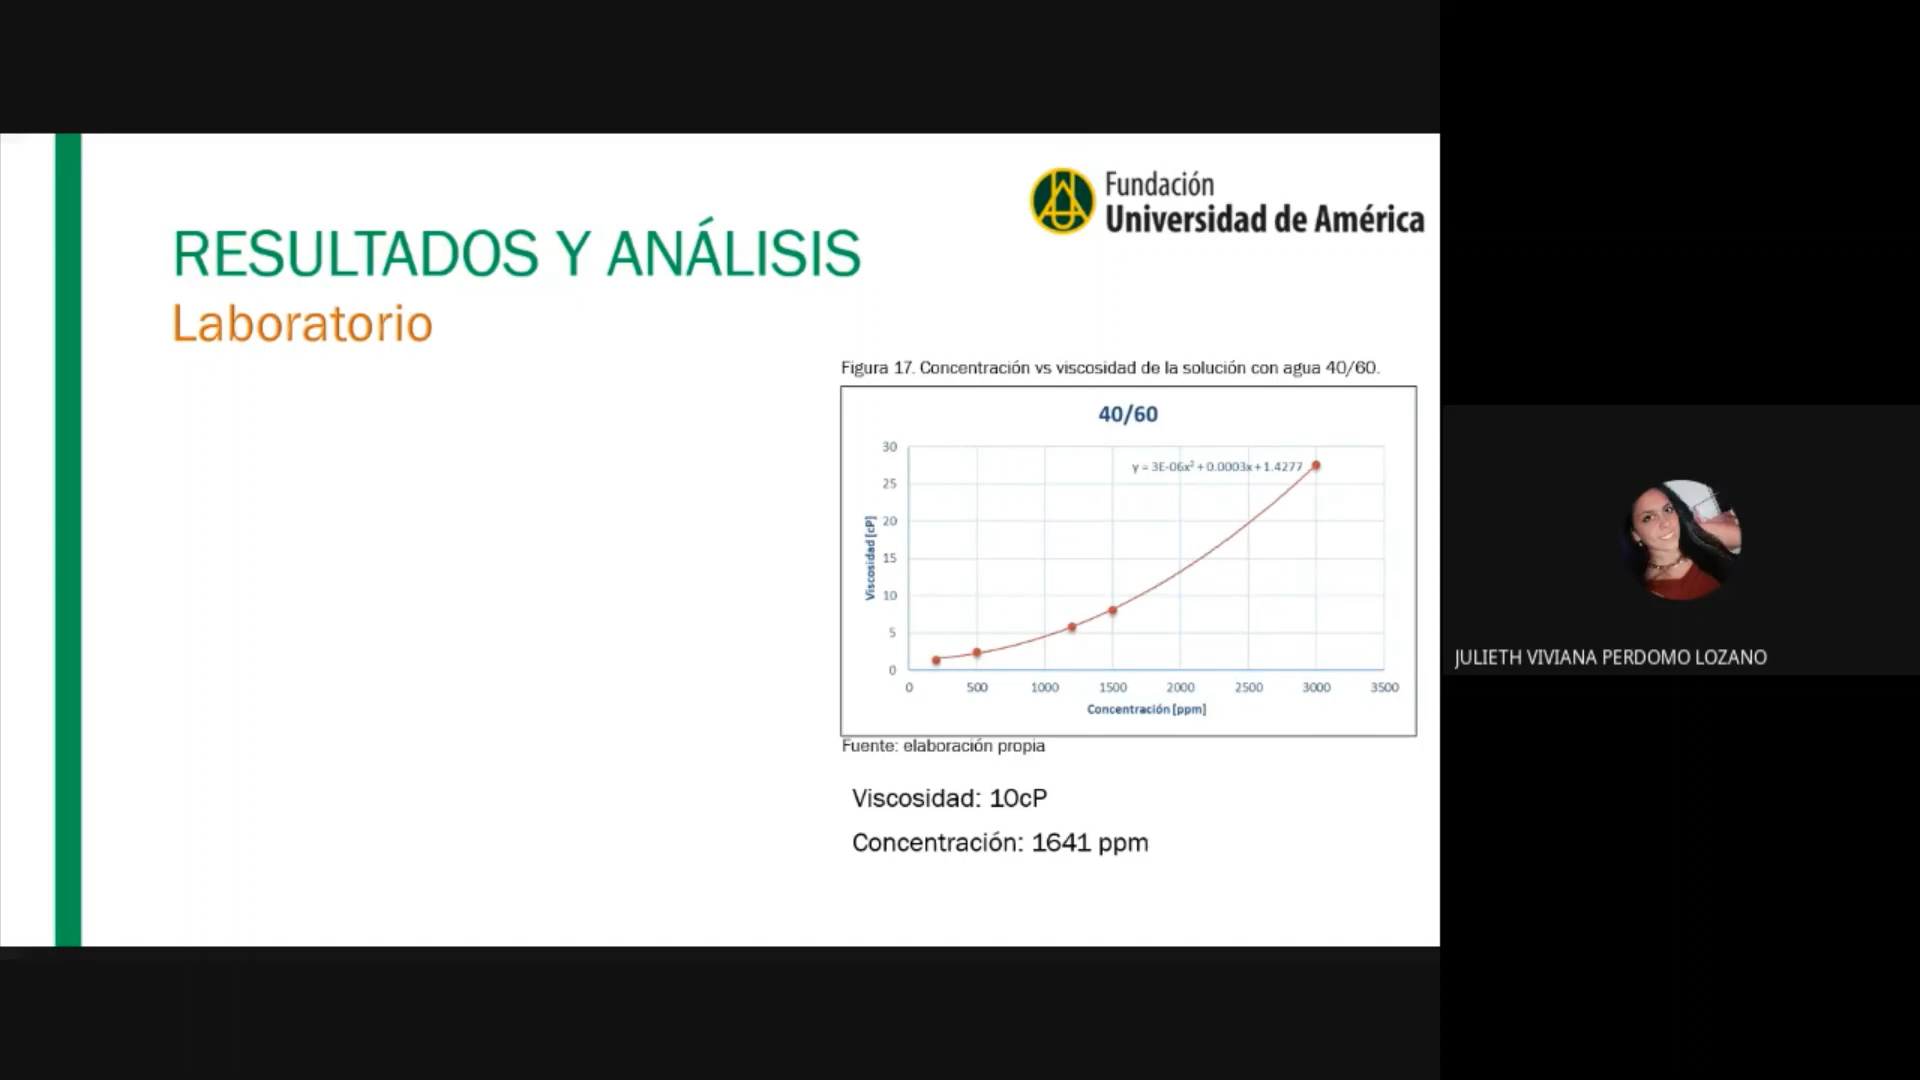 Fundación
Universidad de América
RESULTADOS Y ANÁLISIS
Laboratorio
Figura 17. Concentración vs viscosidad de la solución con agua 40/60.
40/60
y = 3E-06x² + 0.0003x + 1.4277
30
25
20
15
10
5
0
Viscosidad [cP]
0 500 1000 1500 2000 2500 3000 3500
Concentración [ppm]
Fuente: elaboración propia
Viscosidad: 10cP
Concentración: 1641 ppm
JULIETH VIVIANA PERDOMO LOZANO